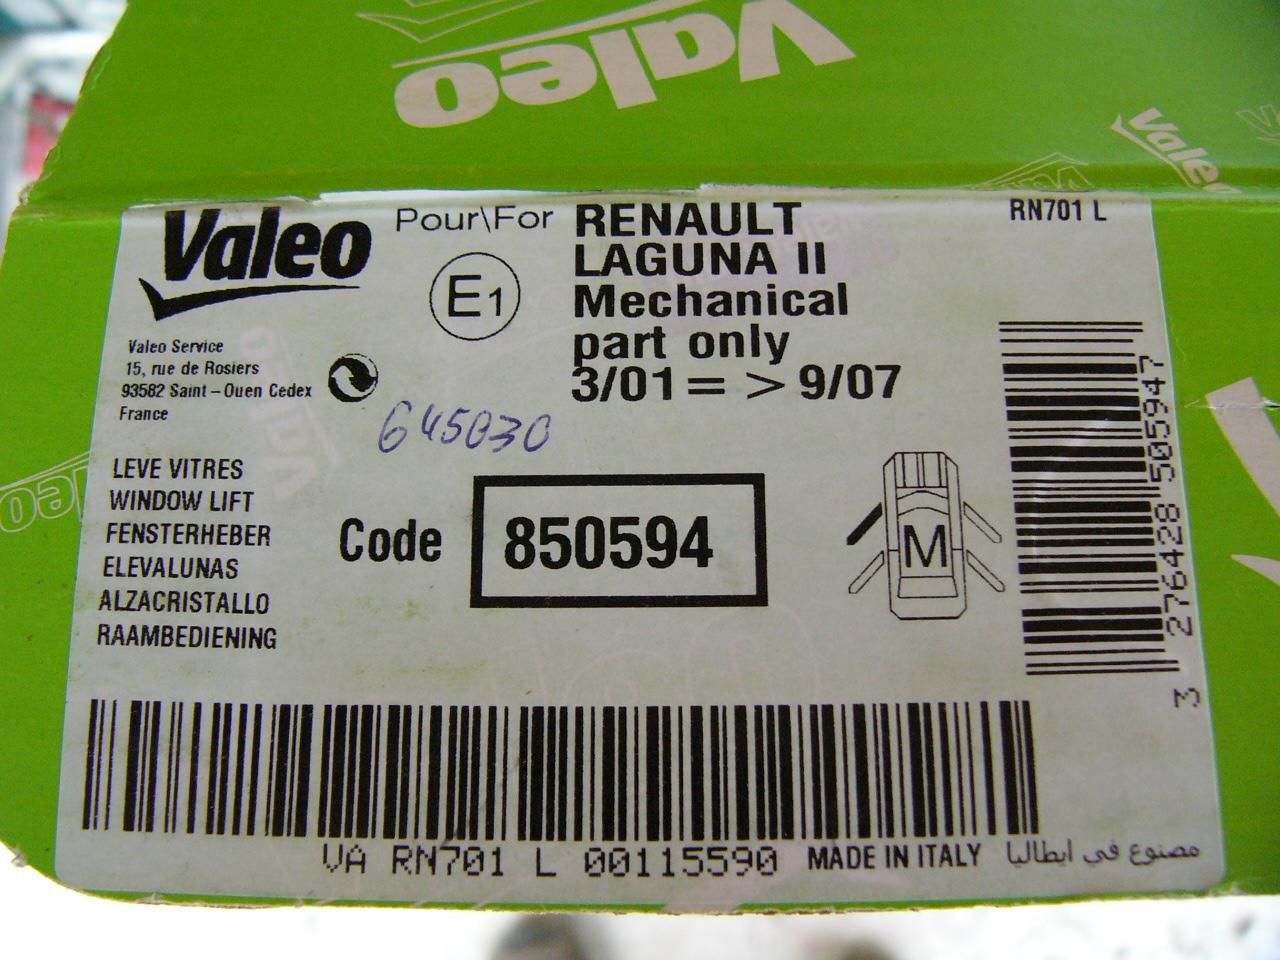 Valeo
Valeo
Valeo
Valeo
Pour\For
RENAULT
LAGUNA II
Mechanical
part only
3/01 = > 9/07
RN701 L
E1
Valeo Service
15, rue de Rosiers
93582 Saint – Ouen Cedex
France
645030
LEVE VITRES
WINDOW LIFT
FENSTERHEBER
ELEVALUNAS
ALZACRISTALLO
RAAMBEDIENING
Code
850594
M
3 276428 505947
VA RN701 L 00115590
MADE IN ITALY
مصنوع في ايطاليا